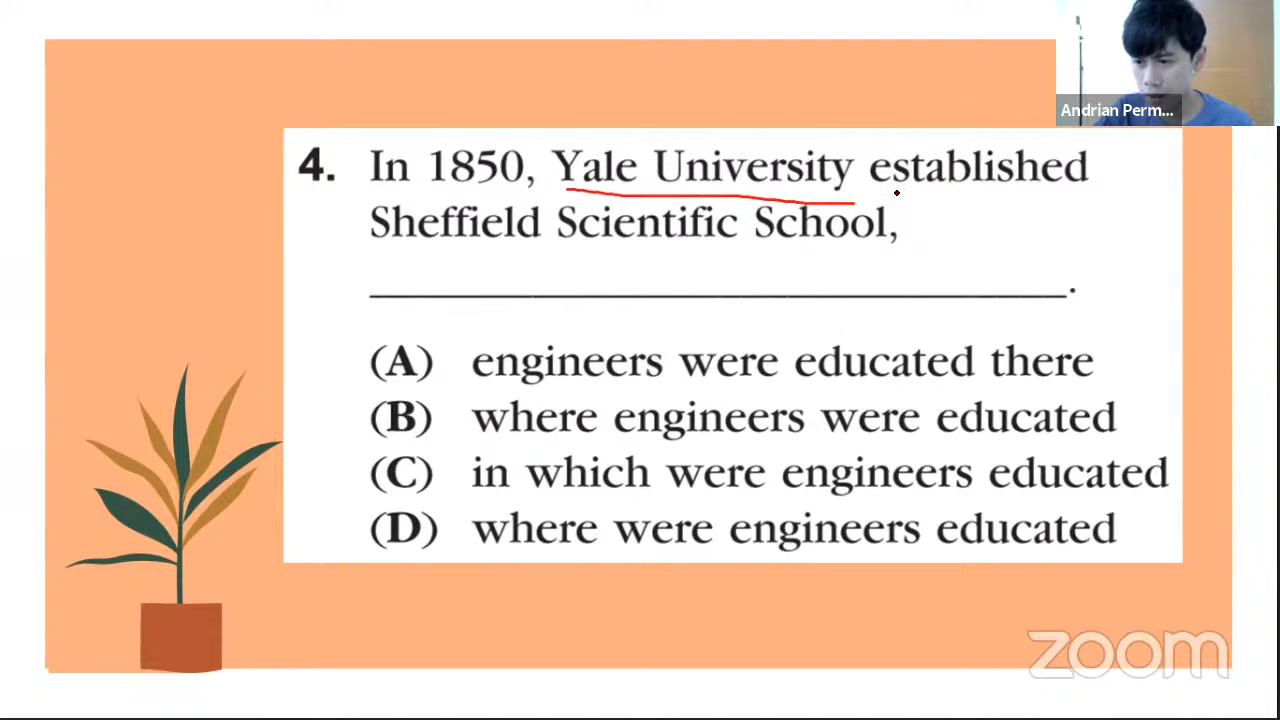 Andrian Perm...
4. In 1850, Yale University established
Sheffield Scientific School,
______________________________.
(A) engineers were educated there
(B) where engineers were educated
(C) in which were engineers educated
(D) where were engineers educated
zoom